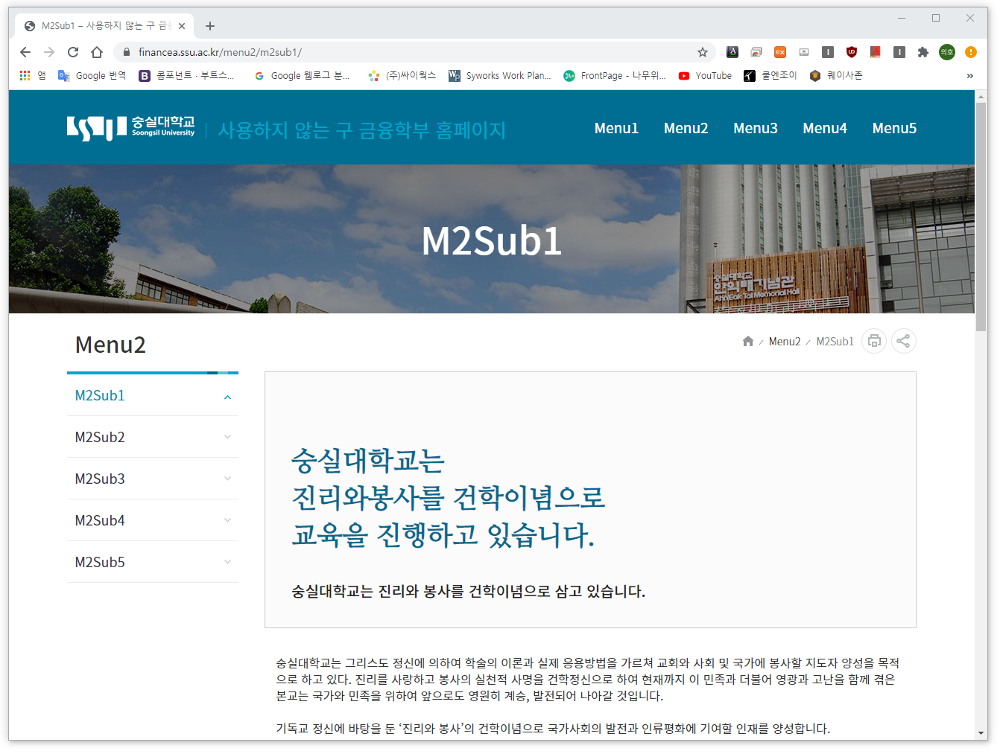 M2Sub1 – 사용하지 않는 구 금융
financea.ssu.ac.kr/menu2/m2sub1/
앱 Google 번역 콤포넌트 · 부트스... Google 웹로그 분... (주)싸이웍스 Syworks Work Plan... FrontPage - 나무위... YouTube 쿨엔조이 퀘이사존 »
숭실대학교
Soongsil University
사용하지 않는 구 금융학부 홈페이지
Menu1 Menu2 Menu3 Menu4 Menu5
M2Sub1
숭실대학교
안익태기념관
AhnEak Tai Memorial Hall
Menu2
/ Menu2 / M2Sub1
M2Sub1
M2Sub2
M2Sub3
M2Sub4
M2Sub5
숭실대학교는
진리와봉사를 건학이념으로
교육을 진행하고 있습니다.
숭실대학교는 진리와 봉사를 건학이념으로 삼고 있습니다.
숭실대학교는 그리스도 정신에 의하여 학술의 이론과 실제 응용방법을 가르쳐 교회와 사회 및 국가에 봉사할 지도자 양성을 목적
으로 하고 있다. 진리를 사랑하고 봉사의 실천적 사명을 건학정신으로 하여 현재까지 이 민족과 더불어 영광과 고난을 함께 겪은
본교는 국가와 민족을 위하여 앞으로도 영원히 계승, 발전되어 나아갈 것입니다.
기독교 정신에 바탕을 둔 ‘진리와 봉사’의 건학이념으로 국가사회의 발전과 인류평화에 기여할 인재를 양성합니다.